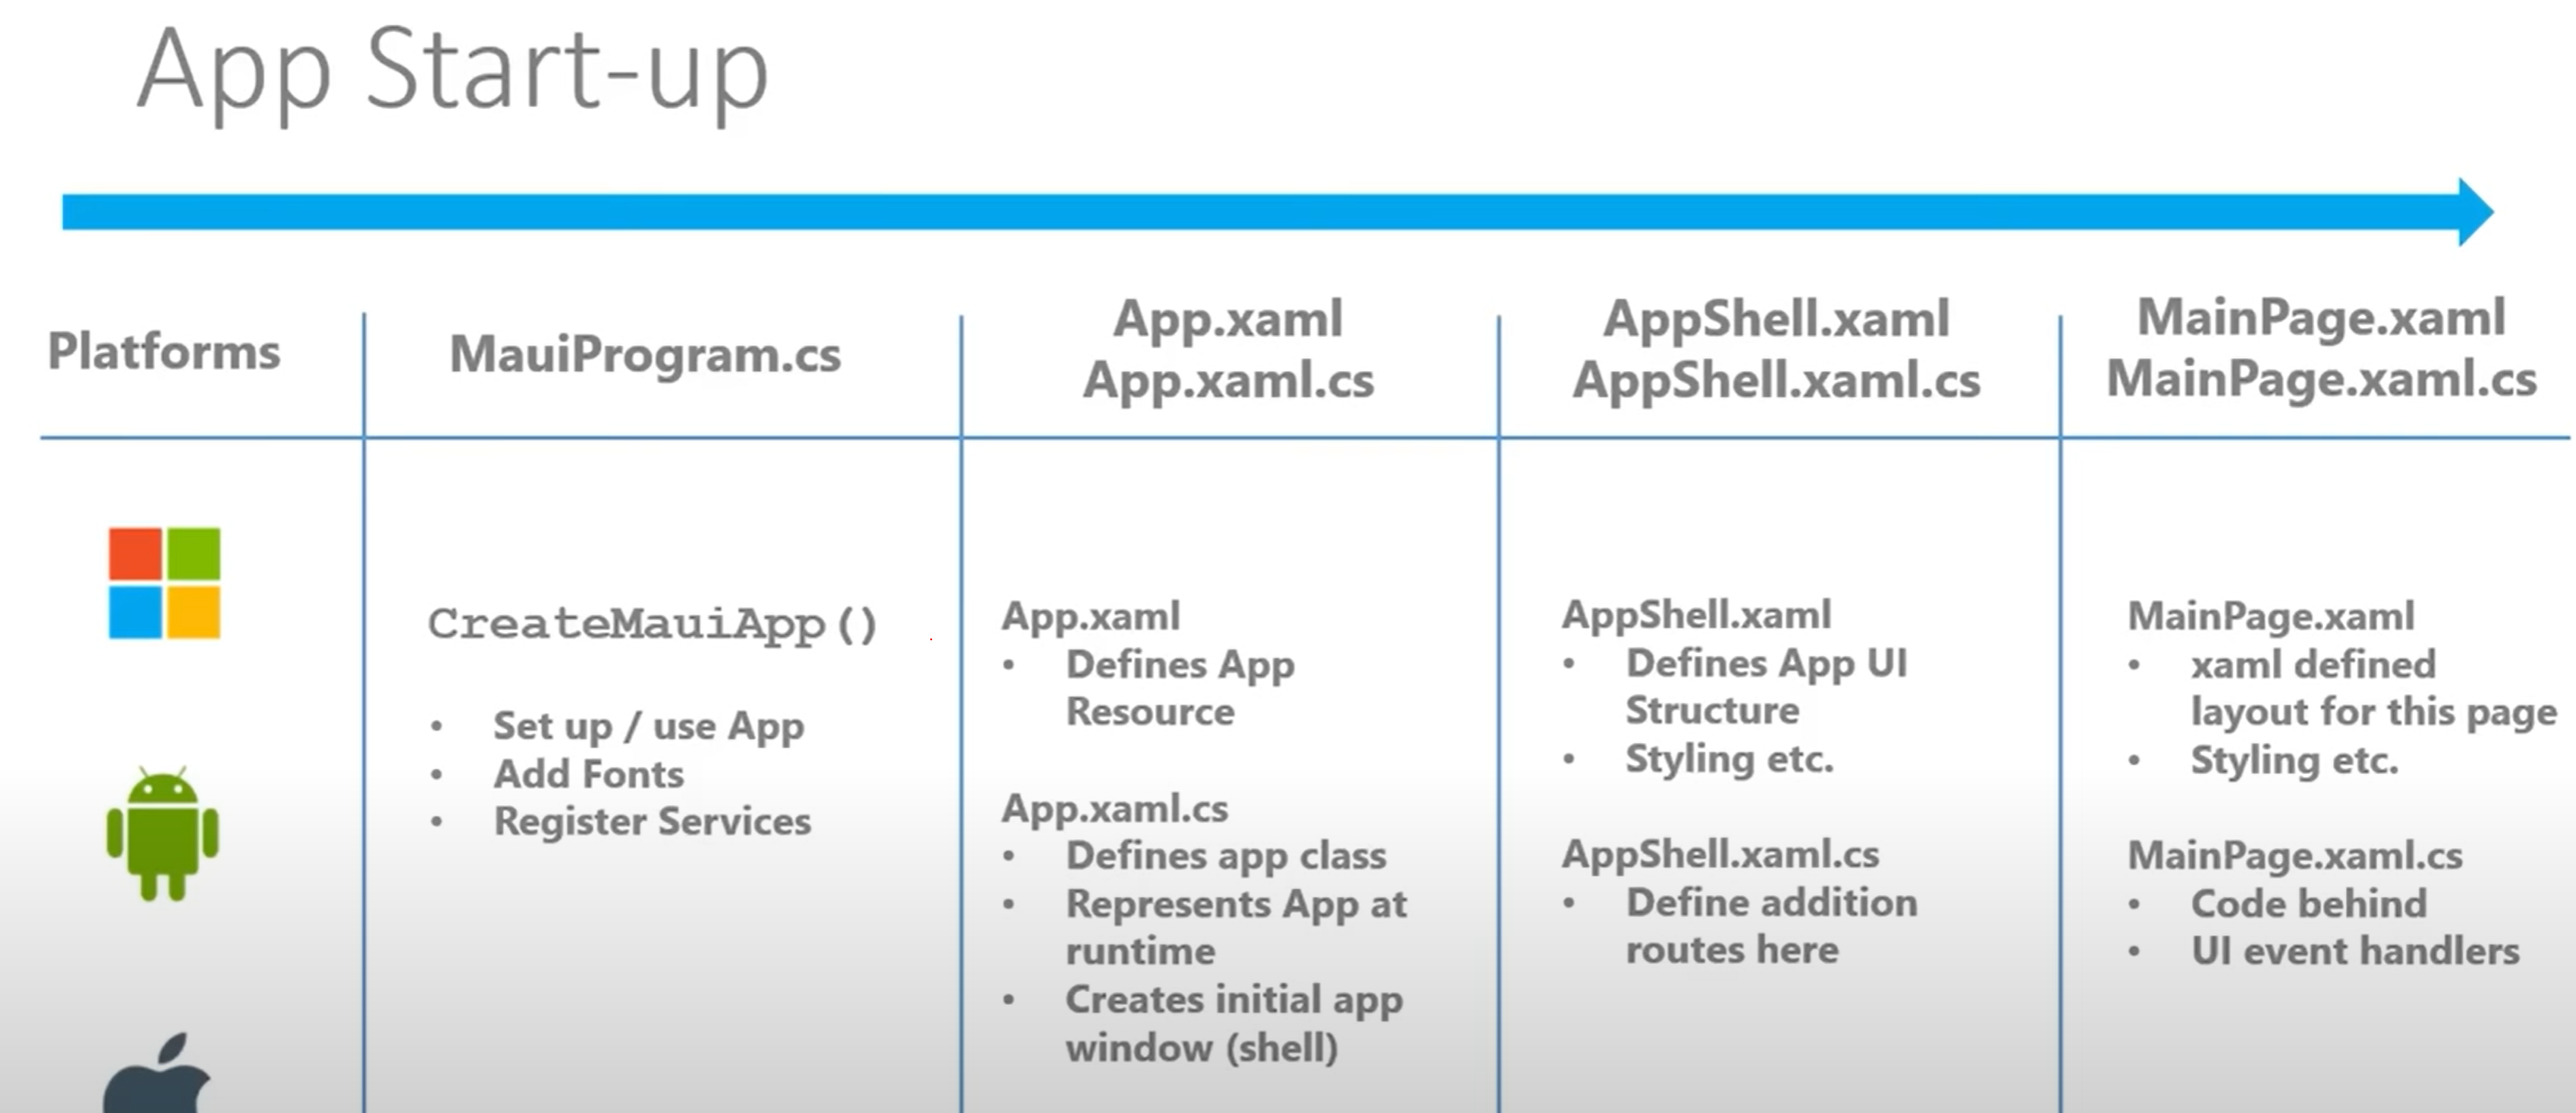 App Start-up
Platforms
MauiProgram.cs
App.xaml
App.xaml.cs
AppShell.xaml
AppShell.xaml.cs
MainPage.xaml
MainPage.xaml.cs
CreateMauiApp()
• Set up / use App
• Add Fonts
• Register Services
App.xaml
• Defines App
Resource
App.xaml.cs
• Defines app class
• Represents App at
runtime
• Creates initial app
window (shell)
AppShell.xaml
• Defines App UI
Structure
• Styling etc.
AppShell.xaml.cs
• Define addition
routes here
MainPage.xaml
• xaml defined
layout for this page
• Styling etc.
MainPage.xaml.cs
• Code behind
• UI event handlers